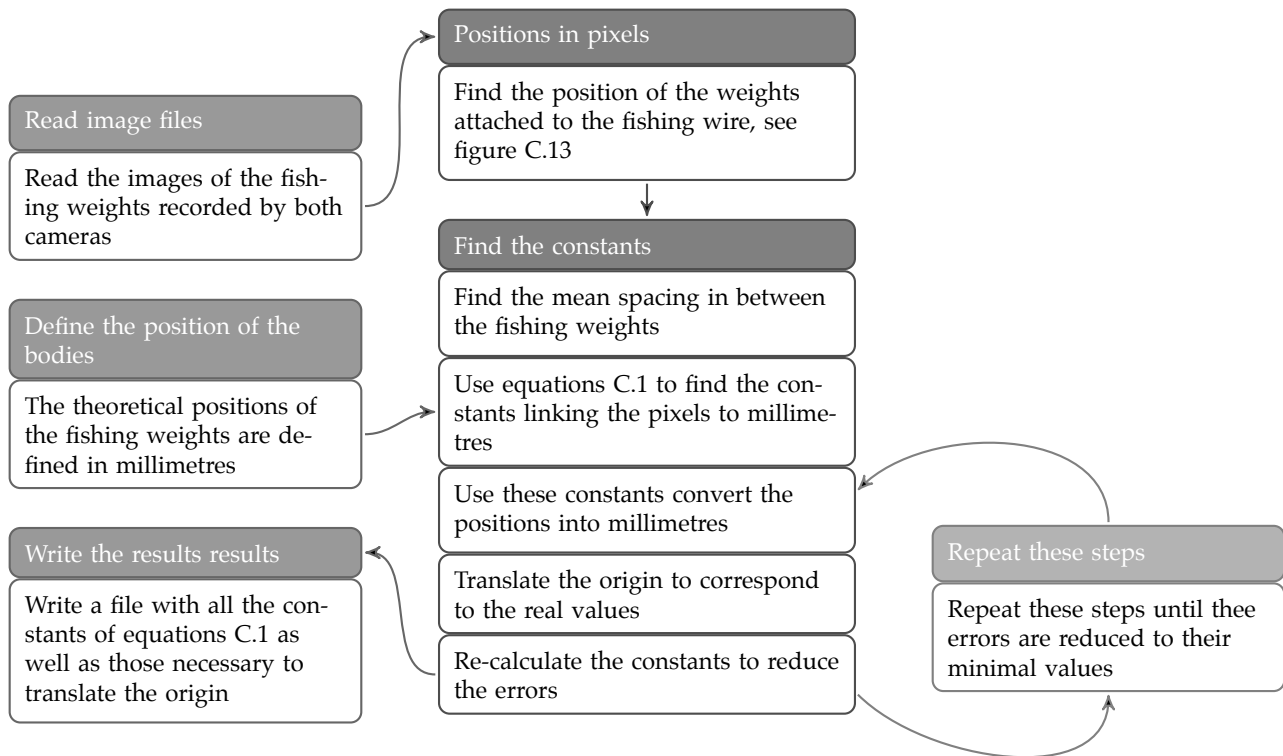 Positions in pixels
Find the position of the weights
attached to the fishing wire, see
figure C.13
Read image files
Read the images of the fish-
ing weights recorded by both
cameras
Find the constants
Find the mean spacing in between
the fishing weights
Use equations C.1 to find the con-
stants linking the pixels to millime-
tres
Use these constants convert the
positions into millimetres
Translate the origin to correspond
to the real values
Re-calculate the constants to reduce
the errors
Define the position of the
bodies
The theoretical positions of
the fishing weights are de-
fined in millimetres
Repeat these steps
Repeat these steps until thee
errors are reduced to their
minimal values
Write the results results
Write a file with all the con-
stants of equations C.1 as
well as those necessary to
translate the origin